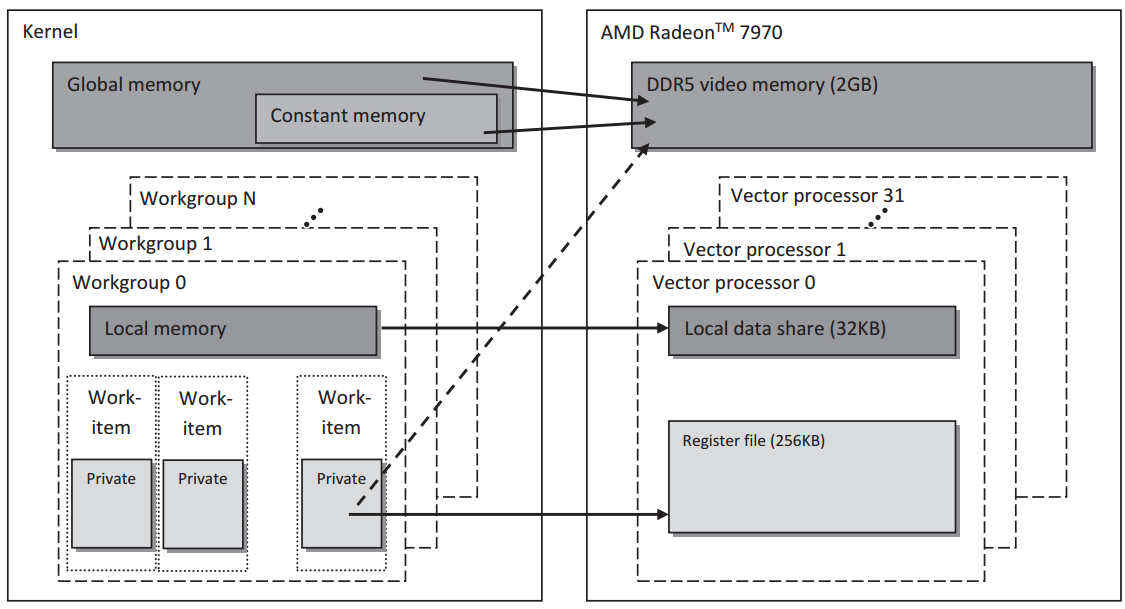 Kernel
Global memory
Constant memory
Workgroup N
Workgroup 1
Workgroup 0
Local memory
Work-
item
Private
Work-
item
Private
Work-
item
Private
AMD Radeon™ 7970
DDR5 video memory (2GB)
Vector processor 31
Vector processor 1
Vector processor 0
Local data share (32KB)
Register file (256KB)